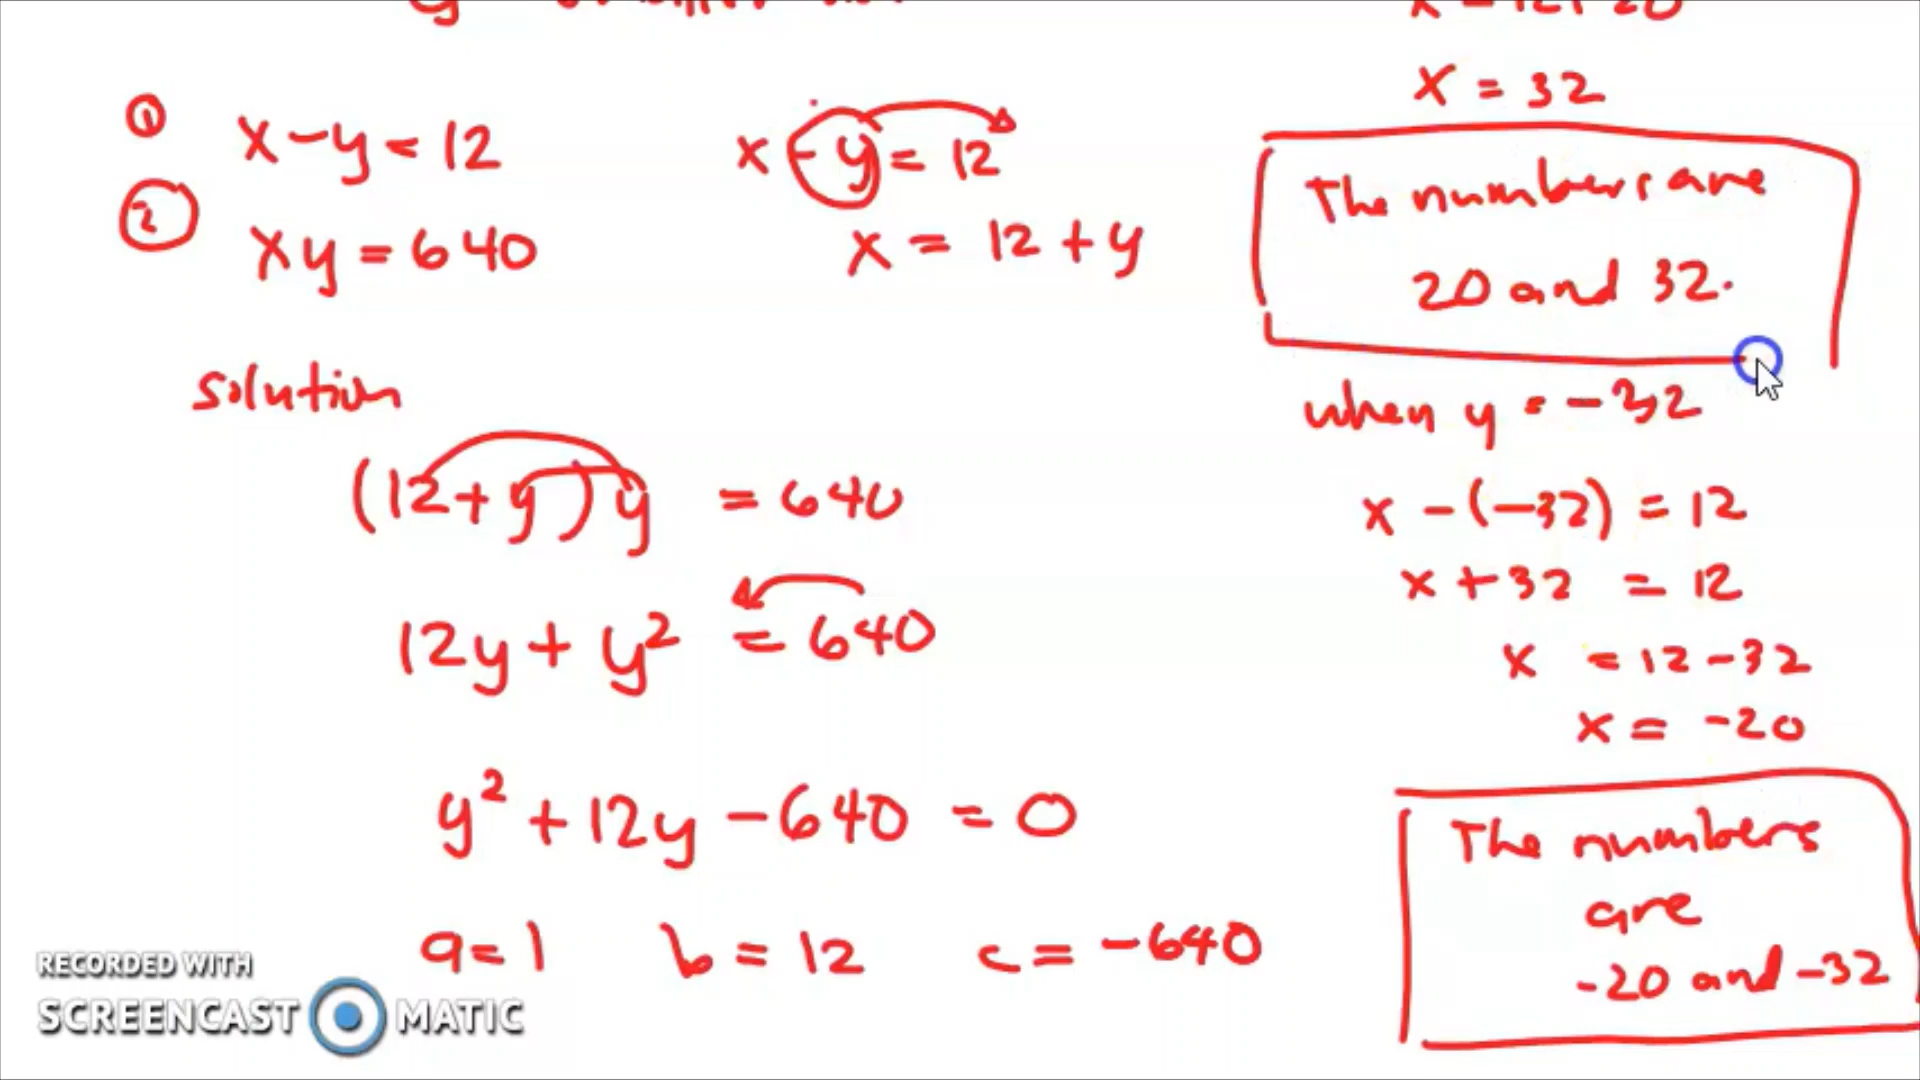 ① x-y=12
② xy=640
x-y=12
x = 12+y
solution
(12+y)y = 640
12y+y² = 640
y²+12y-640 = 0
a=1 b=12 c=-640
x = 32
The numbers are
20 and 32.
when y = -32
x-(-32) = 12
x+32 = 12
x = 12-32
x = -20
The numbers
are
-20 and -32
RECORDED WITH
SCREENCAST MATIC